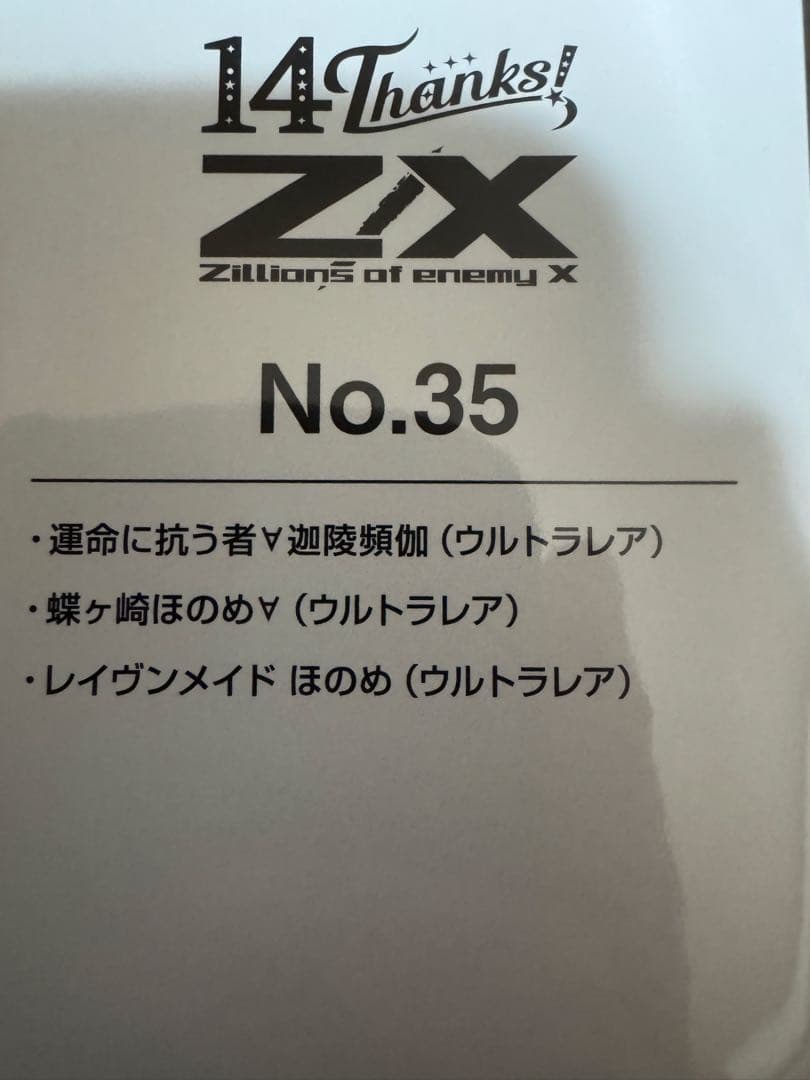 14 Thanks!
Z/X
Zillions of enemy X
No.35
・運命に抗う者∀迦陵頻伽（ウルトラレア）
・蝶ヶ崎ほのめ∀（ウルトラレア）
・レイヴンメイド ほのめ（ウルトラレア）